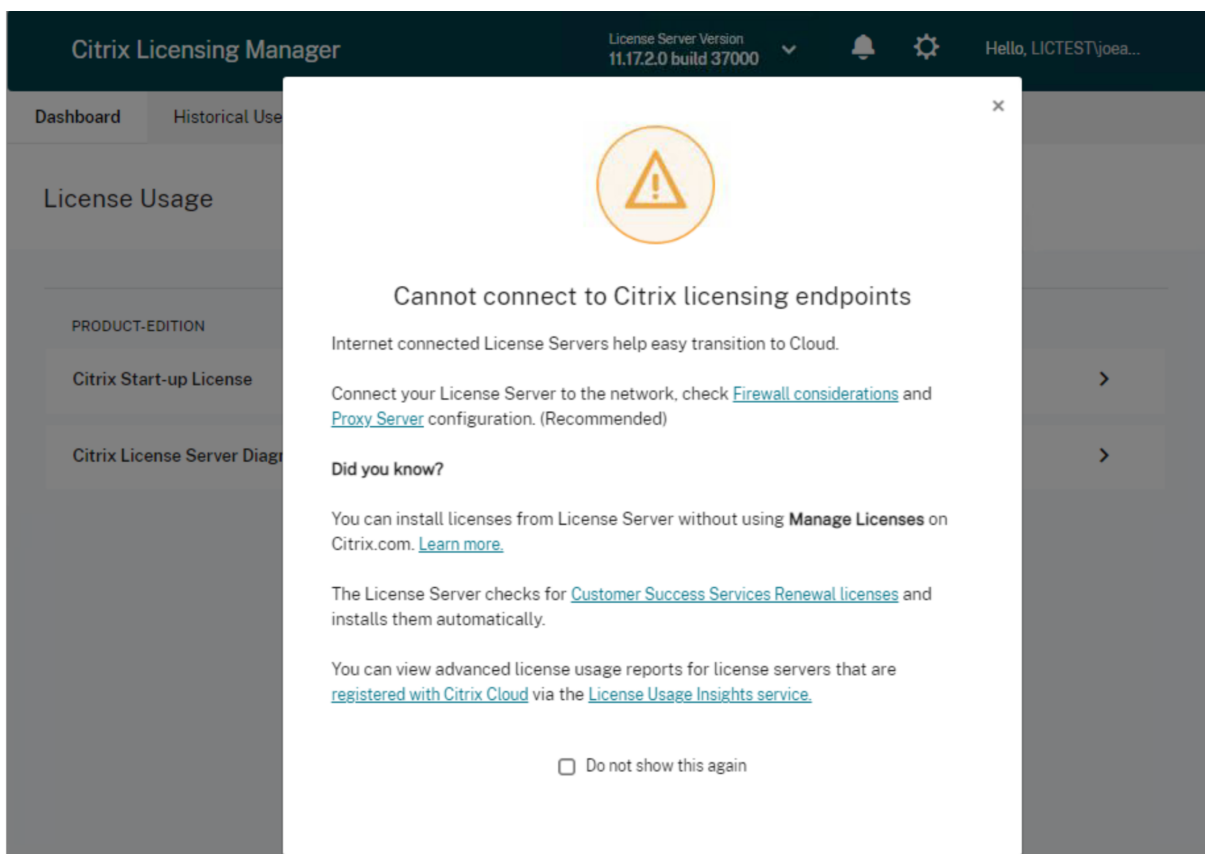 Citrix Licensing Manager
License Server Version
11.17.2.0 build 37000
Hello, LICTEST\joea...
Dashboard
Historical Use
License Usage
PRODUCT-EDITION
Citrix Start-up License
Citrix License Server Diagn
Cannot connect to Citrix licensing endpoints
Internet connected License Servers help easy transition to Cloud.
Connect your License Server to the network, check Firewall considerations and
Proxy Server configuration. (Recommended)
Did you know?
You can install licenses from License Server without using Manage Licenses on
Citrix.com. Learn more.
The License Server checks for Customer Success Services Renewal licenses and
installs them automatically.
You can view advanced license usage reports for license servers that are
registered with Citrix Cloud via the License Usage Insights service.
Do not show this again